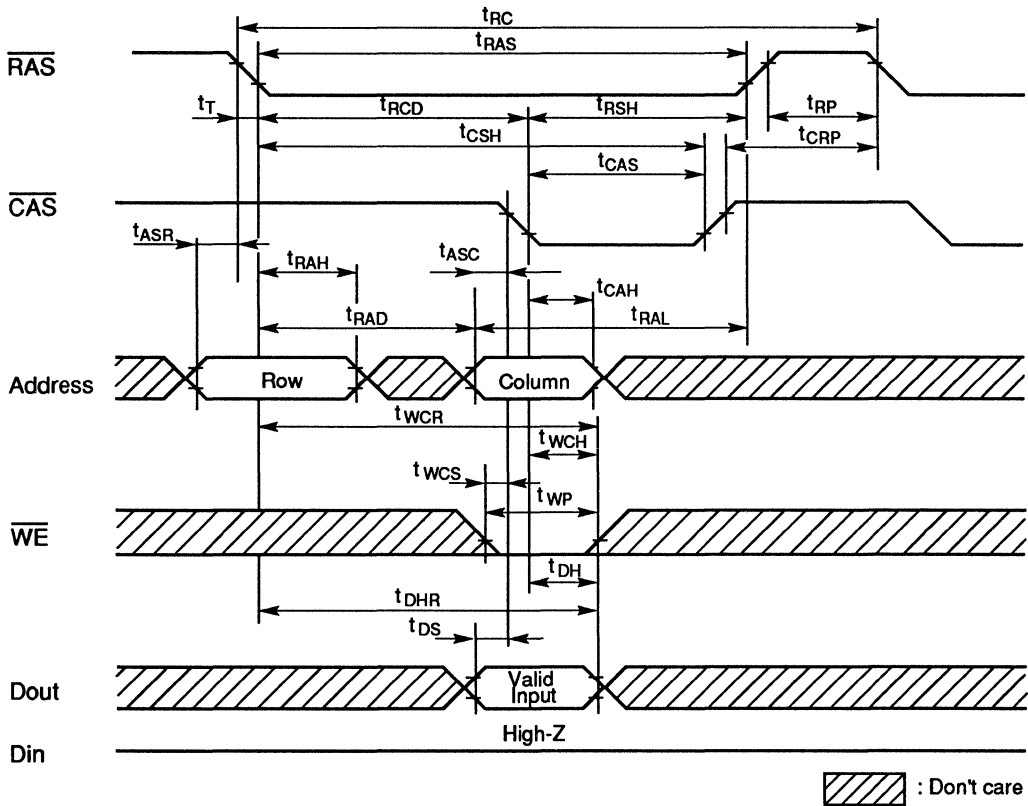 tRC
RAS
tRAS
tT
tRCD
tRSH
tRP
tCSH
tCRP
tCAS
CAS
tASR
tASC
tRAH
tCAH
tRAD
tRAL
Address
Row
Column
tWCR
tWCH
tWCS
tWP
WE
tDH
tDHR
tDS
Dout
Valid
Input
High-Z
Din
: Don't care